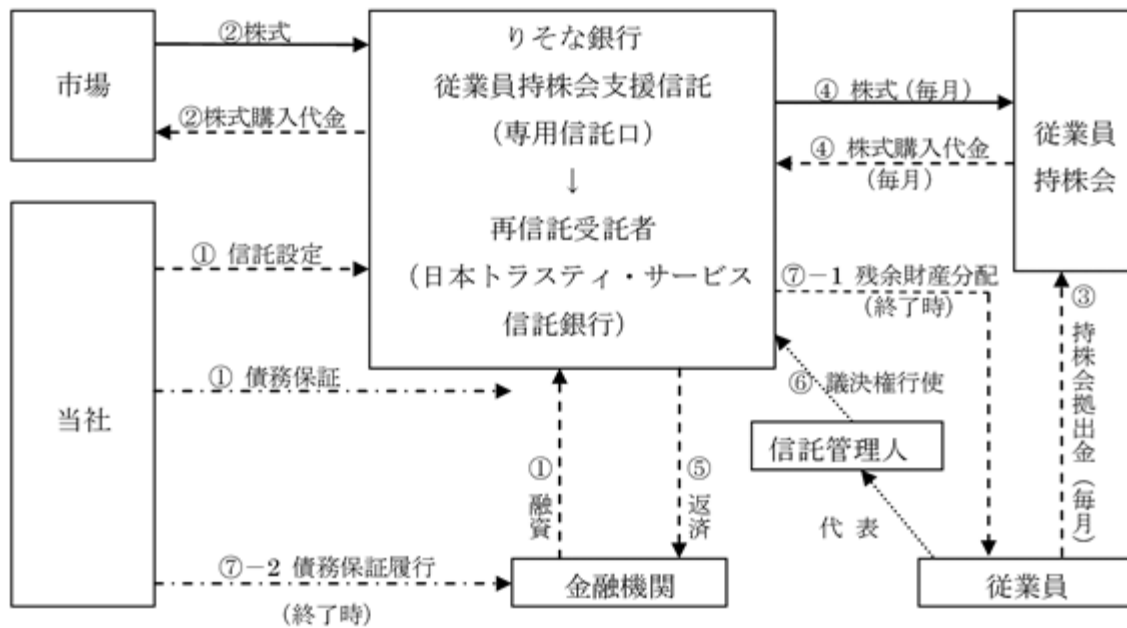 市場
②株式
②株式購入代金
りそな銀行
従業員持株会支援信託
（専用信託口）
↓
再信託受託者
（日本トラスティ・サービス
信託銀行）
④ 株式（毎月）
④ 株式購入代金
（毎月）
従業員
持株会
当社
① 信託設定
① 債務保証
⑦－2 債務保証履行
（終了時）
① 融資
⑤ 返済
金融機関
⑦－1 残余財産分配
（終了時）
⑥ 議決権行使
信託管理人
代 表
③ 持株会拠出金（毎月）
従業員